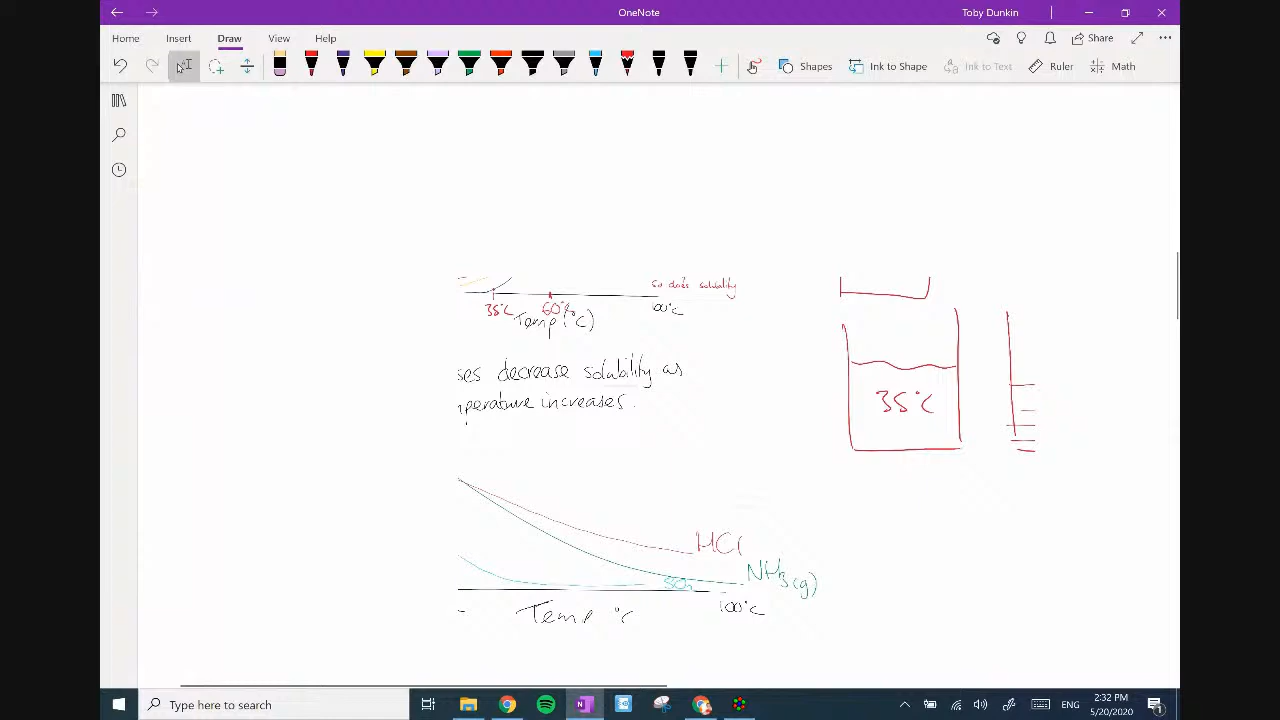 OneNote
Toby Dunkin
Home Insert Draw View Help
Share
Shapes Ink to Shape Ink to Text Ruler Math
so does solubility
35°C 60°C 100°C
Temp (°C)
ses decrease solubility as
perature increases.
35°C
HCl
NH3(g)
SO2
100°C
Temp °C
Type here to search
ENG
2:32 PM
5/20/2020
1